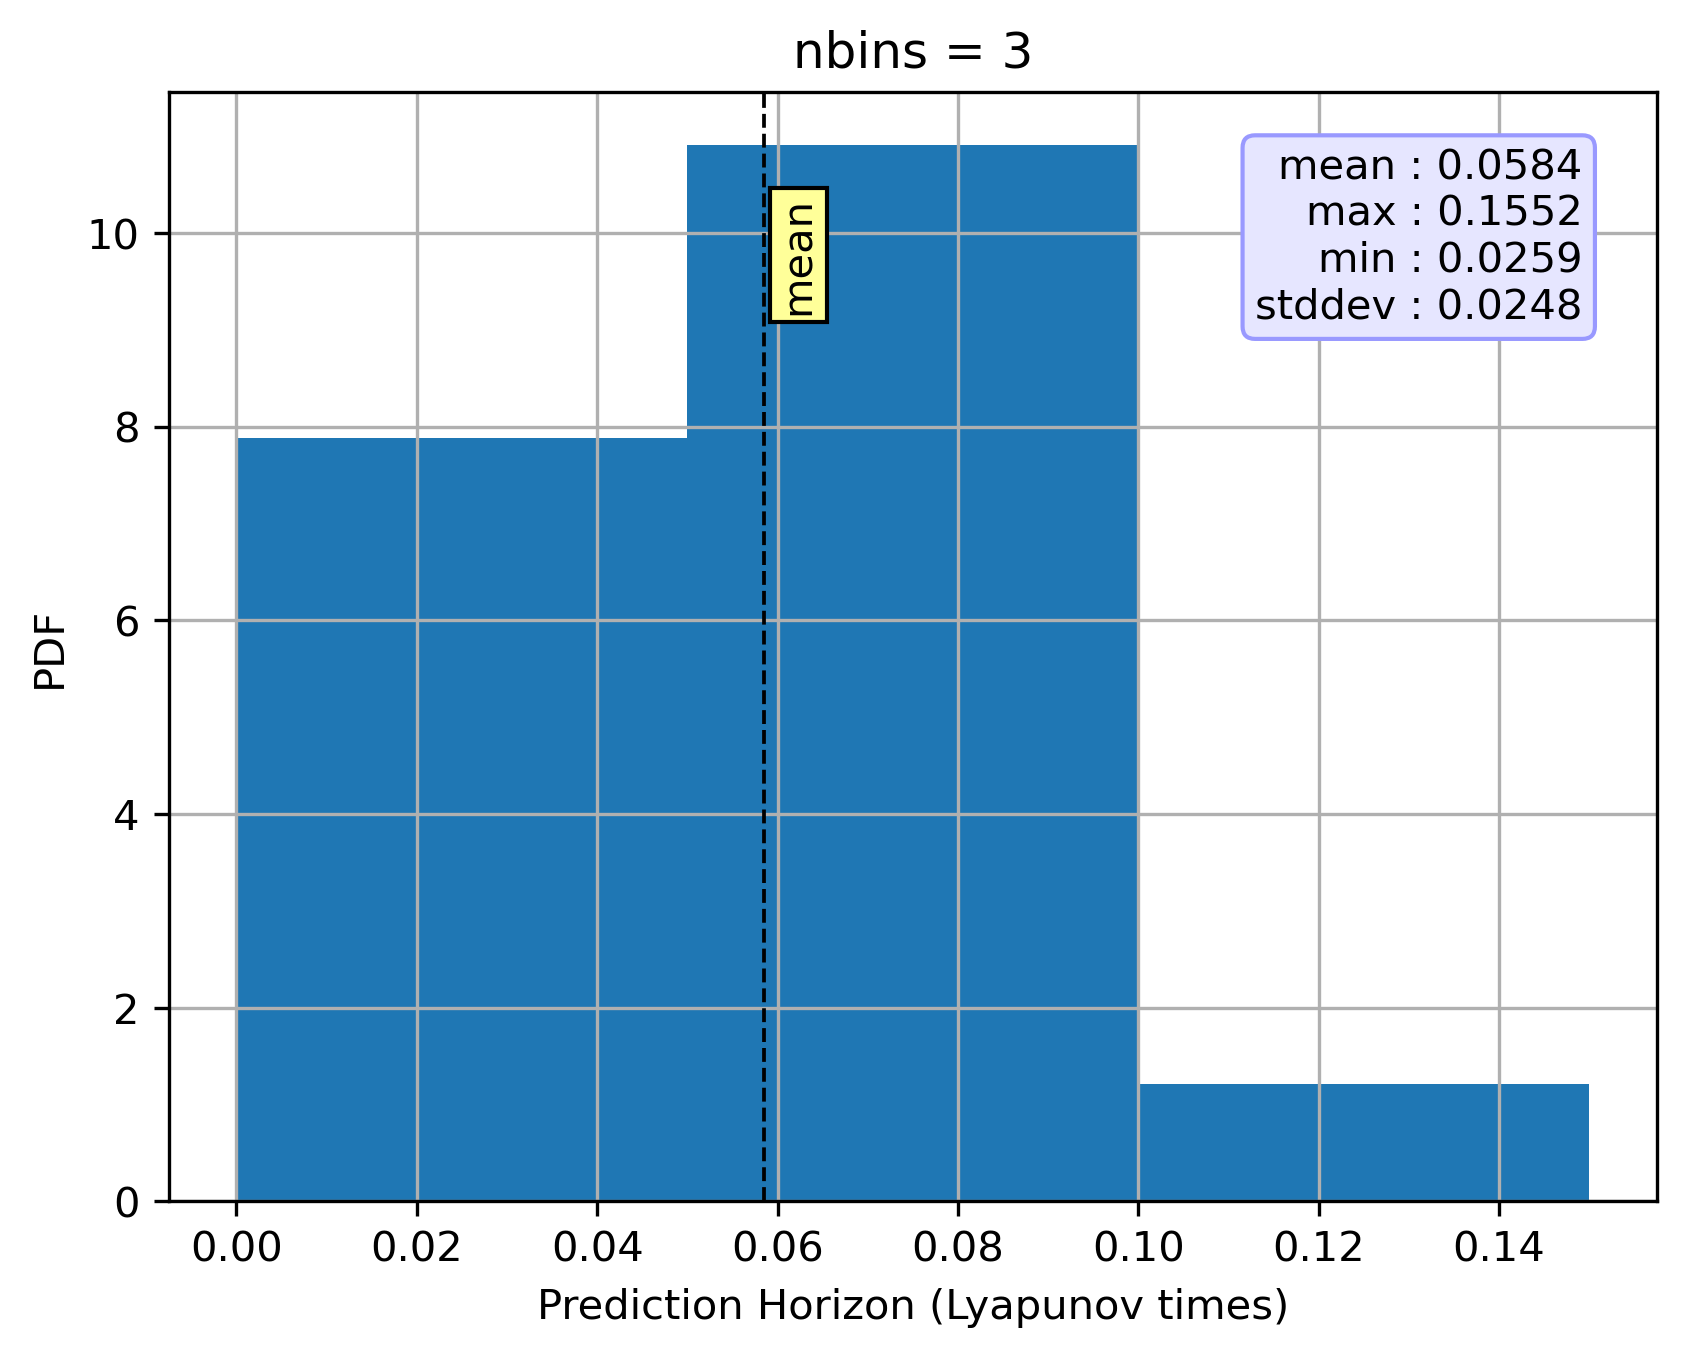 nbins = 3
mean : 0.0584
max : 0.1552
min : 0.0259
stddev : 0.0248
mean
PDF
10
8
6
4
2
0
0.00 0.02 0.04 0.06 0.08 0.10 0.12 0.14
Prediction Horizon (Lyapunov times)